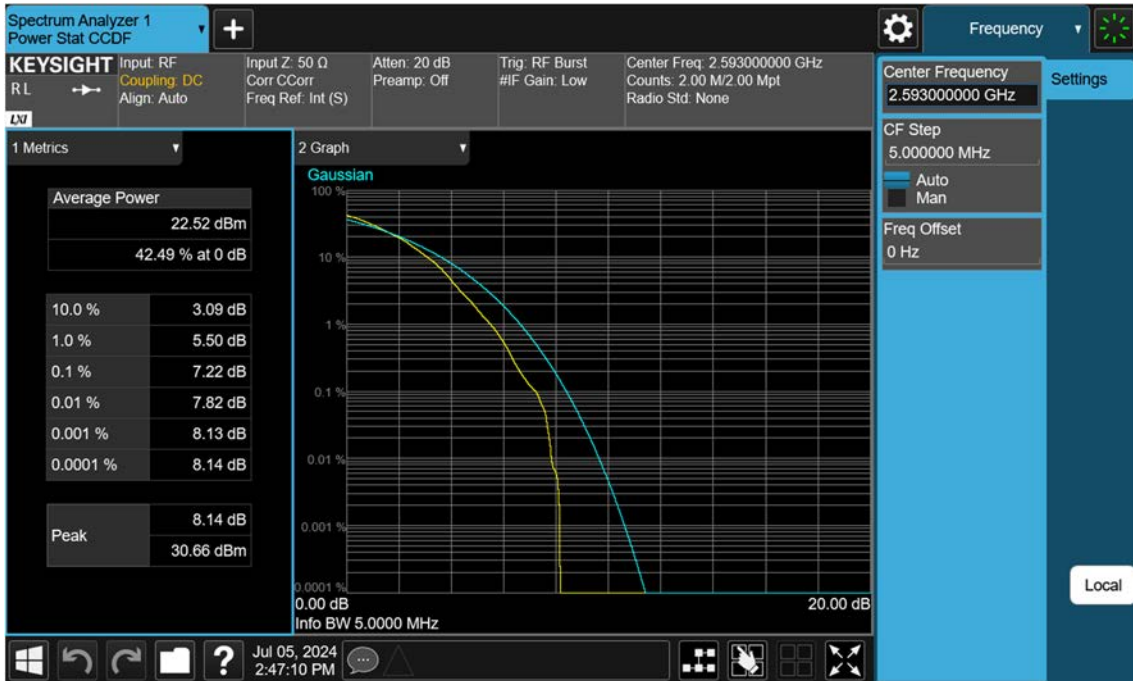 Spectrum Analyzer 1
Power Stat CCDF
Frequency
KEYSIGHT
RL
LXI
Input: RF
Coupling: DC
Align: Auto
Input Z: 50 Ω
Corr CCorr
Freq Ref: Int (S)
Atten: 20 dB
Preamp: Off
Trig: RF Burst
#IF Gain: Low
Center Freq: 2.593000000 GHz
Counts: 2.00 M/2.00 Mpt
Radio Std: None
Center Frequency
2.593000000 GHz
Settings
CF Step
5.000000 MHz
Auto
Man
Freq Offset
0 Hz
Local
1 Metrics
Average Power
22.52 dBm
42.49 % at 0 dB
10.0 % 3.09 dB
1.0 % 5.50 dB
0.1 % 7.22 dB
0.01 % 7.82 dB
0.001 % 8.13 dB
0.0001 % 8.14 dB
Peak
8.14 dB
30.66 dBm
2 Graph
Gaussian
100 %
10 %
1 %
0.1 %
0.01 %
0.001 %
0.0001 %
0.00 dB 20.00 dB
Info BW 5.0000 MHz
?
Jul 05, 2024
2:47:10 PM